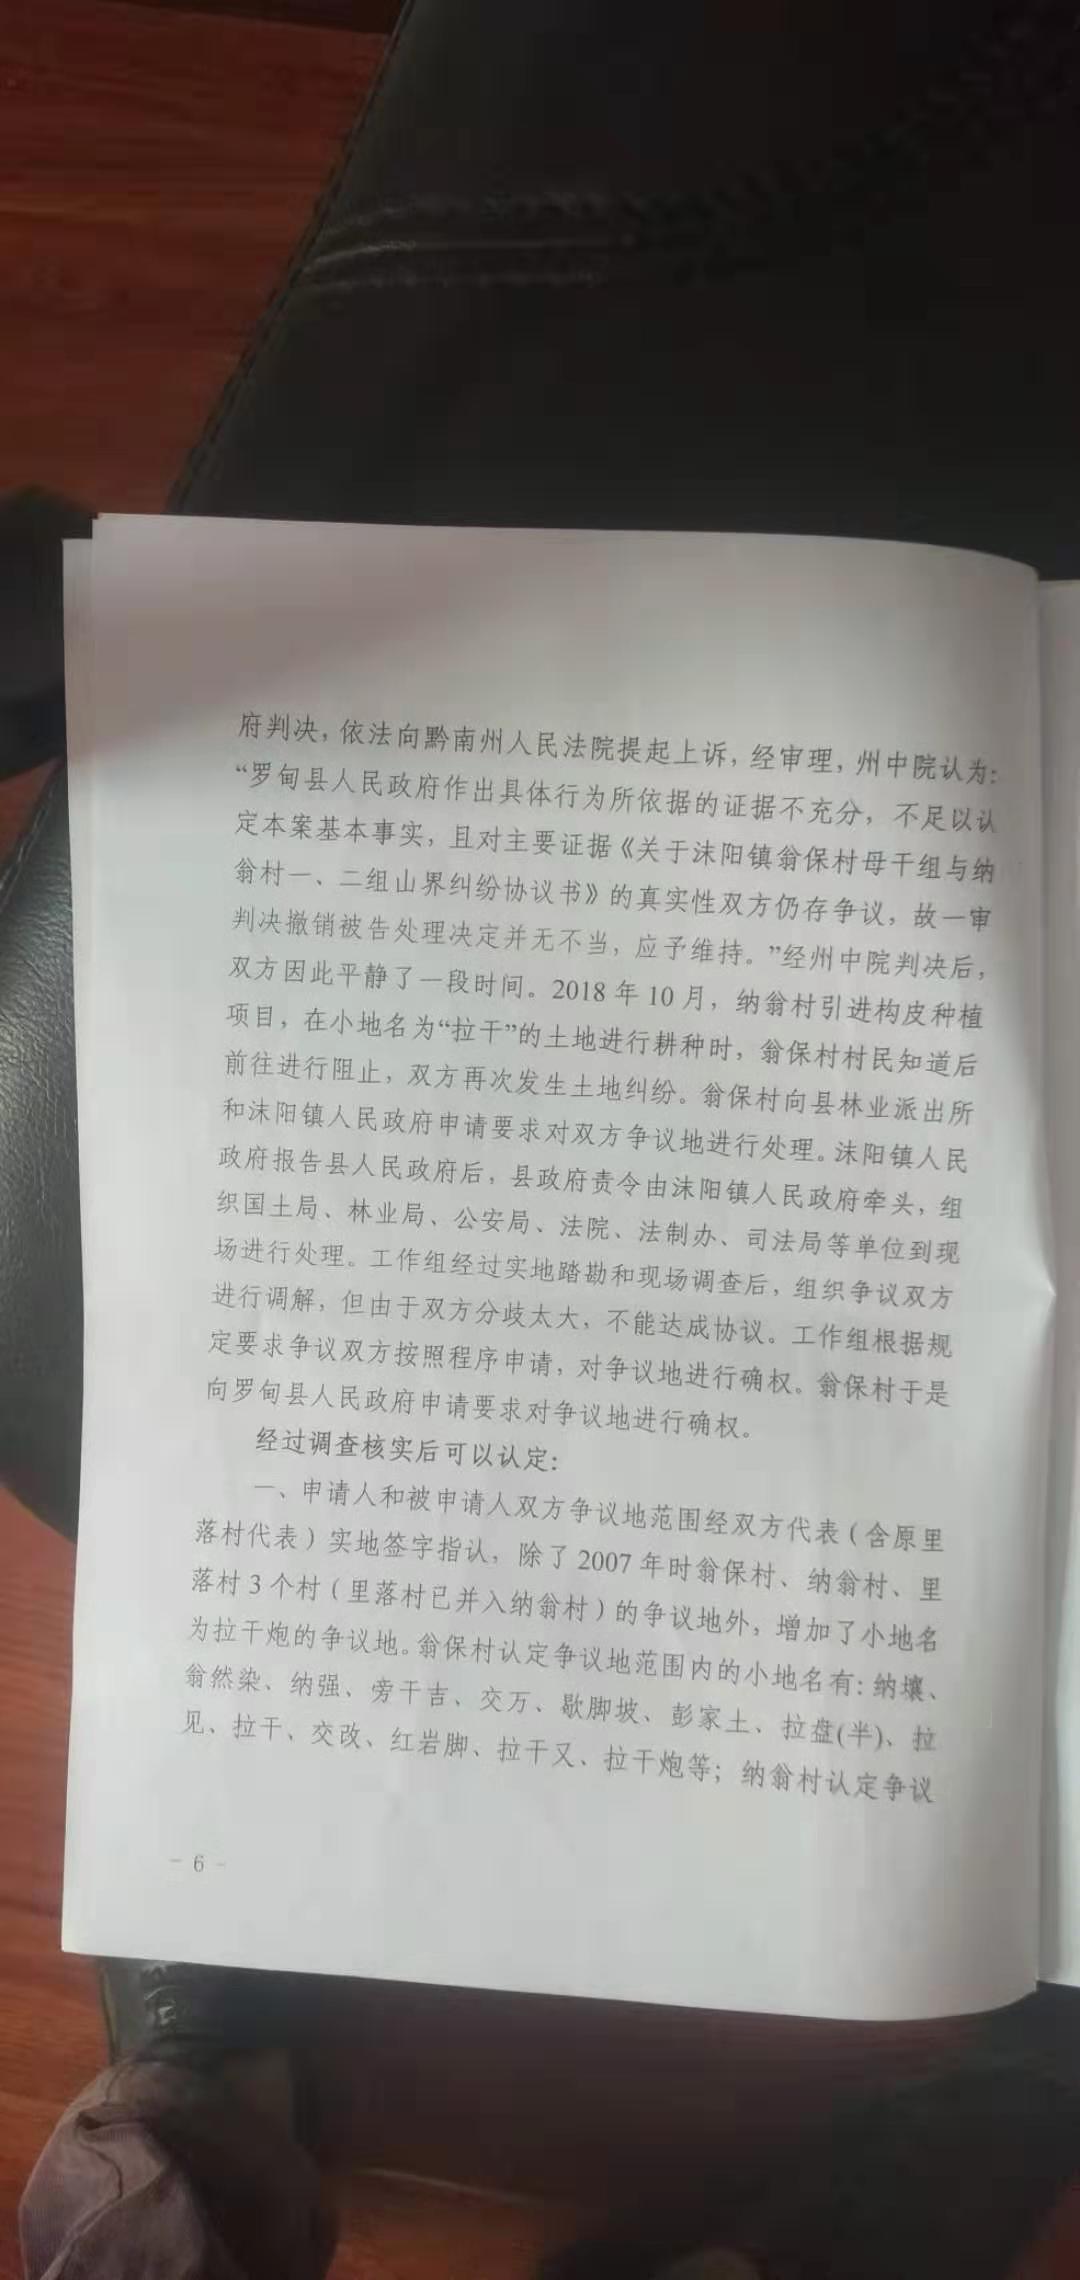 府判决，依法向黔南州人民法院提起上诉，经审理，州中院认为：
“罗甸县人民政府作出具体行为所依据的证据不充分，不足以认
定本案基本事实，且对主要证据《关于沫阳镇翁保村母干组与纳
翁村一、二组山界纠纷协议书》的真实性双方仍存争议，故一审
判决撤销被告处理决定并无不当，应予维持。”经州中院判决后，
双方因此平静了一段时间。2018 年 10 月，纳翁村引进构皮种植
项目，在小地名为“拉干”的土地进行耕种时，翁保村村民知道后
前往进行阻止，双方再次发生土地纠纷。翁保村向县林业派出所
和沫阳镇人民政府申请要求对双方争议地进行处理。沫阳镇人民
政府报告县人民政府后，县政府责令由沫阳镇人民政府牵头，组
织国土局、林业局、公安局、法院、法制办、司法局等单位到现
场进行处理。工作组经过实地踏勘和现场调查后，组织争议双方
进行调解，但由于双方分歧太大，不能达成协议。工作组根据规
定要求争议双方按照程序申请，对争议地进行确权。翁保村于是
向罗甸县人民政府申请要求对争议地进行确权。
经过调查核实后可以认定：
一、申请人和被申请人双方争议地范围经双方代表（含原里
落村代表）实地签字指认，除了 2007 年时翁保村、纳翁村、里
落村 3 个村（里落村已并入纳翁村）的争议地外，增加了小地名
为拉干炮的争议地。翁保村认定争议地范围内的小地名有：纳壤、
翁然染、纳强、旁干吉、交万、歇脚坡、彭家土、拉盘(半)、拉
见、拉干、交改、红岩脚、拉干又、拉干炮等；纳翁村认定争议
- 6 -